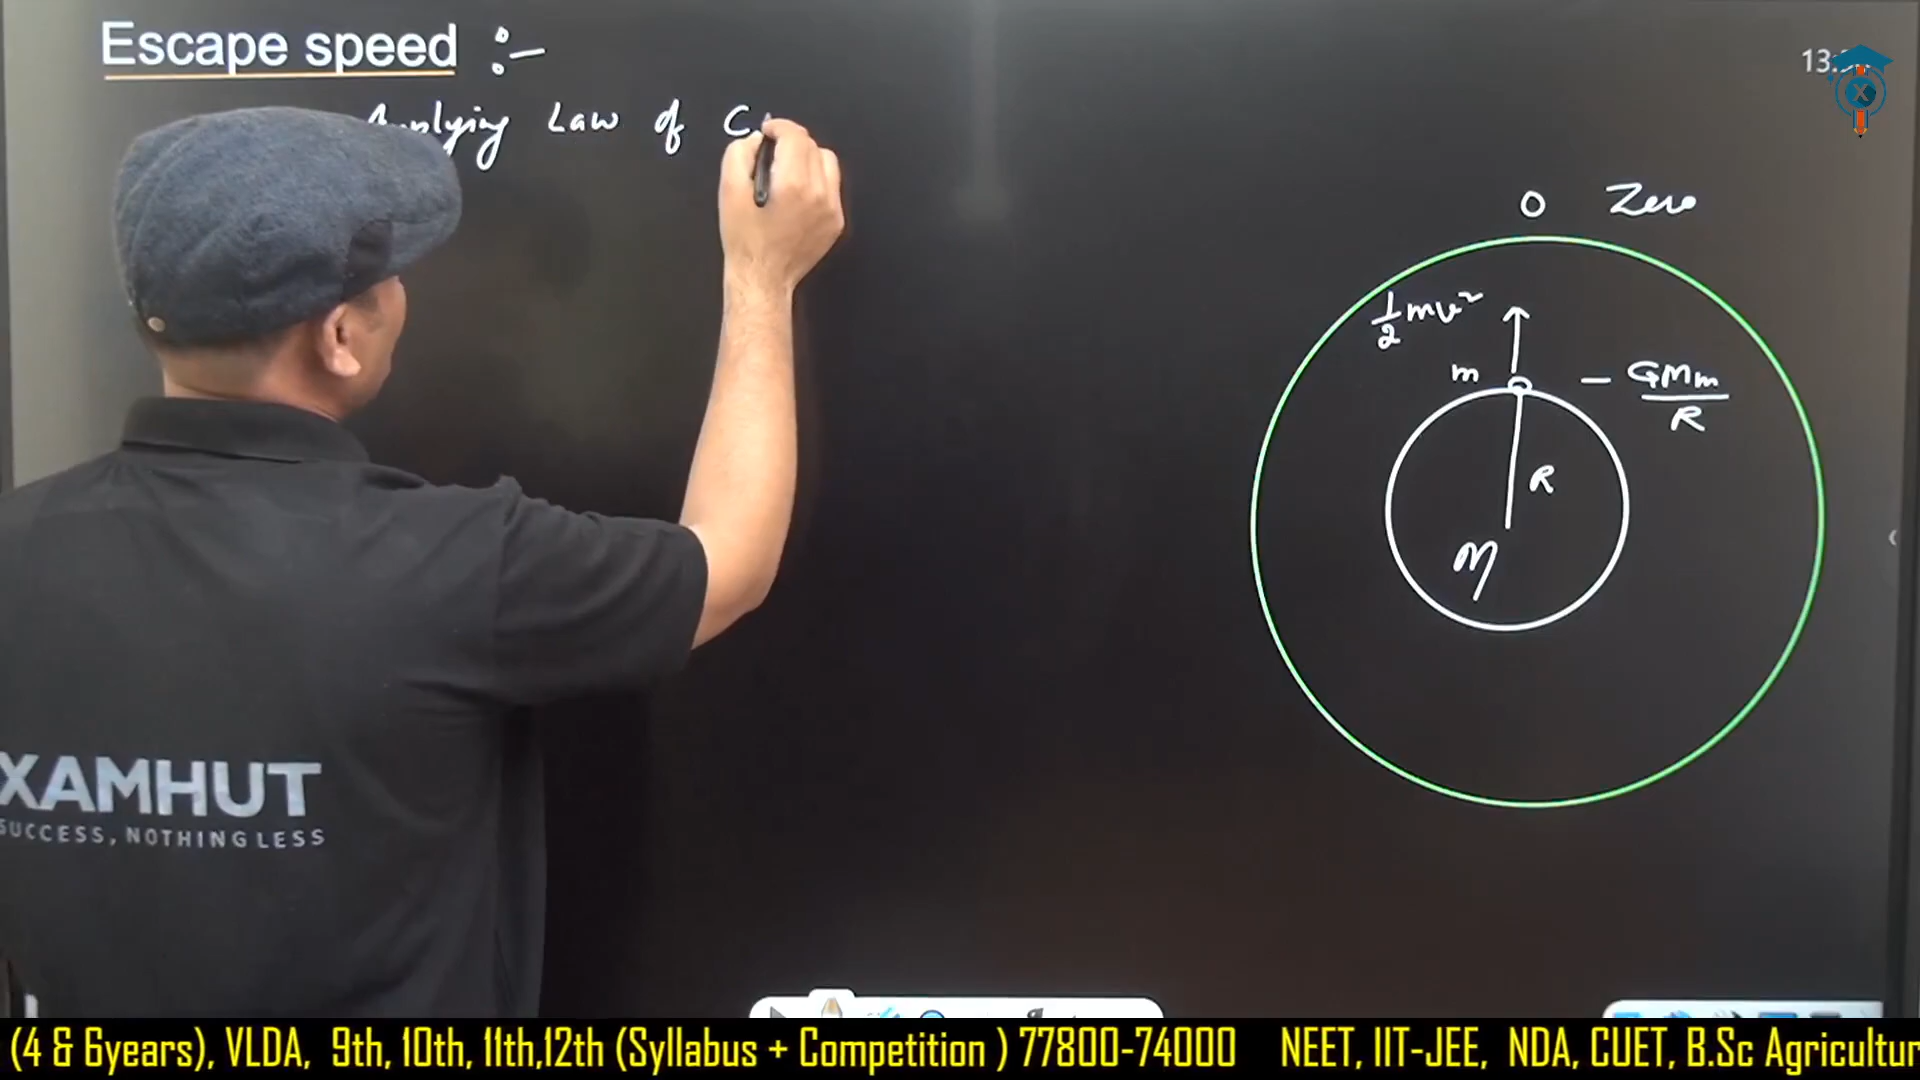 Escape speed :-
Applying Law of C
13:
X
0 Zero
1/2 mv²
m
- GMm/R
R
M
XAMHUT
SUCCESS, NOTHING LESS
(4 & 6years), VLDA, 9th, 10th, 11th,12th (Syllabus + Competition ) 77800-74000 NEET, IIT-JEE, NDA, CUET, B.Sc Agricultur